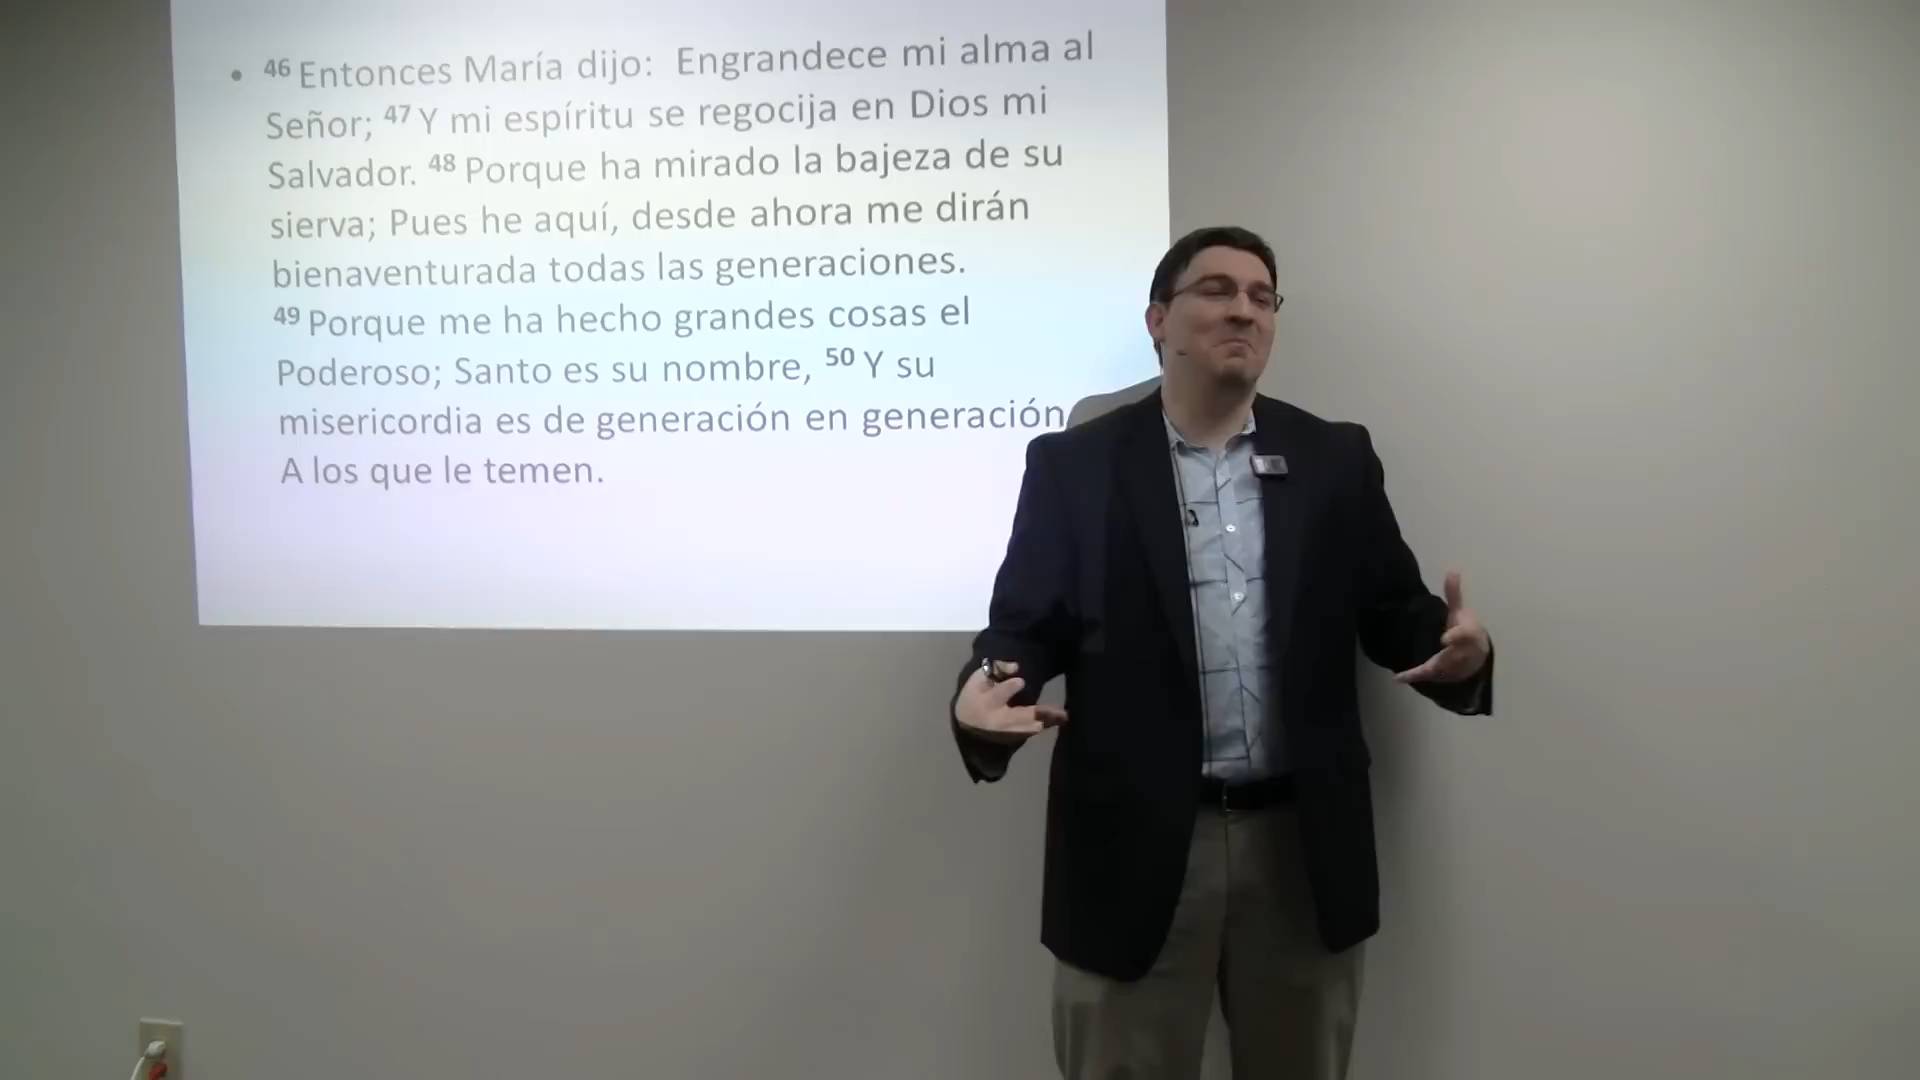 • 46 Entonces María dijo: Engrandece mi alma al
Señor; 47 Y mi espíritu se regocija en Dios mi
Salvador. 48 Porque ha mirado la bajeza de su
sierva; Pues he aquí, desde ahora me dirán
bienaventurada todas las generaciones.
49 Porque me ha hecho grandes cosas el
Poderoso; Santo es su nombre, 50 Y su
misericordia es de generación en generación
A los que le temen.